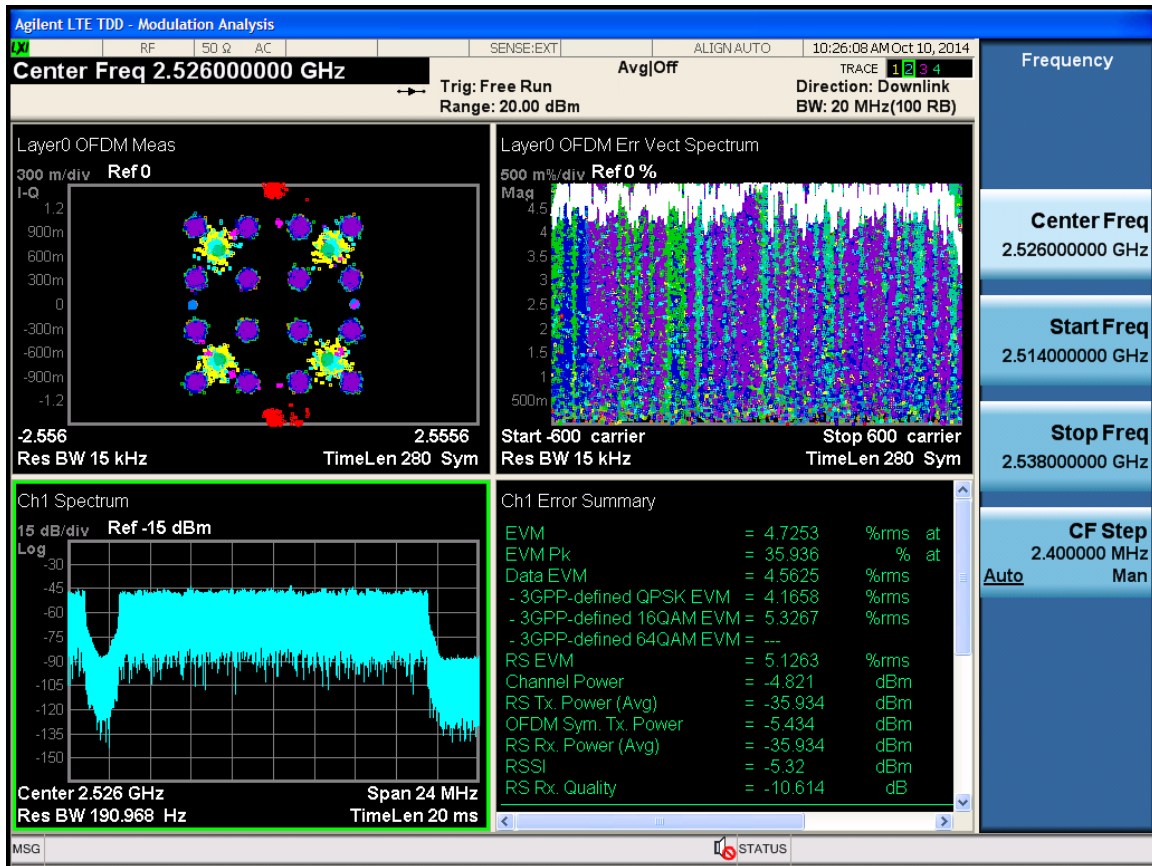 Agilent LTE TDD - Modulation Analysis
LXI RF 50 Ω AC SENSE:EXT ALIGN AUTO 10:26:08 AM Oct 10, 2014
Center Freq 2.526000000 GHz
Avg|Off
TRACE 1 2 3 4
Trig: Free Run
Direction: Downlink
Range: 20.00 dBm
BW: 20 MHz(100 RB)
Layer0 OFDM Meas
300 m/div Ref 0
I-Q
1.2
900m
600m
300m
0
-300m
-600m
-900m
-1.2
-2.556 2.5556
Res BW 15 kHz TimeLen 280 Sym
Layer0 OFDM Err Vect Spectrum
500 m%/div Ref 0 %
Mag
4.5
4
3.5
3
2.5
2
1.5
1
500m
Start -600 carrier Stop 600 carrier
Res BW 15 kHz TimeLen 280 Sym
Ch1 Spectrum
15 dB/div Ref -15 dBm
Log
-30
-45
-60
-75
-90
-105
-120
-135
-150
Center 2.526 GHz Span 24 MHz
Res BW 190.968 Hz TimeLen 20 ms
Ch1 Error Summary
EVM = 4.7253 %rms at
EVM Pk = 35.936 % at
Data EVM = 4.5625 %rms
- 3GPP-defined QPSK EVM = 4.1658 %rms
- 3GPP-defined 16QAM EVM = 5.3267 %rms
- 3GPP-defined 64QAM EVM = ---
RS EVM = 5.1263 %rms
Channel Power = -4.821 dBm
RS Tx. Power (Avg) = -35.934 dBm
OFDM Sym. Tx. Power = -5.434 dBm
RS Rx. Power (Avg) = -35.934 dBm
RSSI = -5.32 dBm
RS Rx. Quality = -10.614 dB
Frequency
Center Freq
2.526000000 GHz
Start Freq
2.514000000 GHz
Stop Freq
2.538000000 GHz
CF Step
2.400000 MHz
Auto Man
MSG STATUS